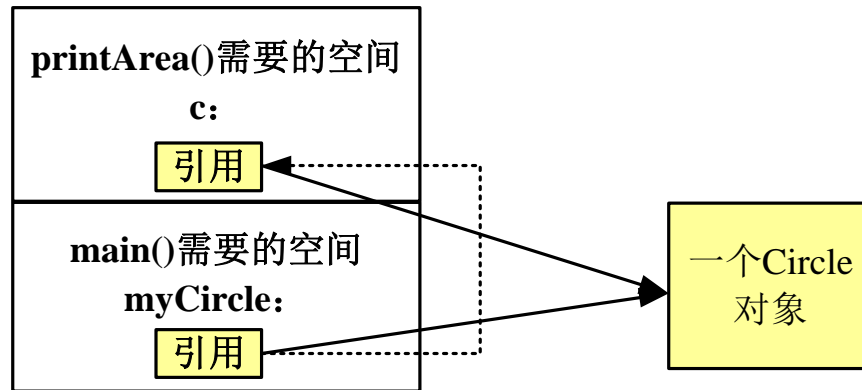 printArea()需要的空间
c：
引用
main()需要的空间
myCircle：
引用
一个Circle
对象